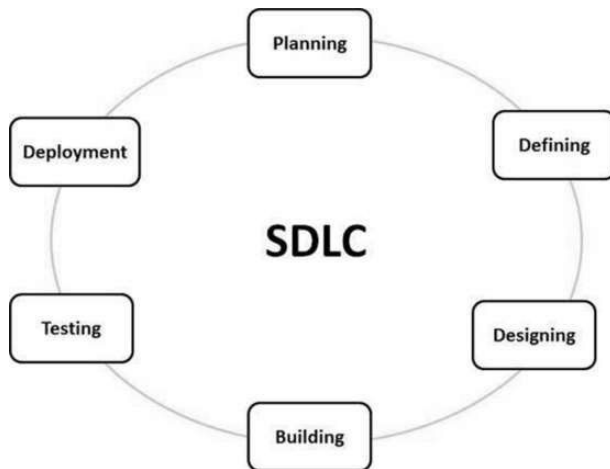 Planning
Defining
Designing
Building
Testing
Deployment
SDLC